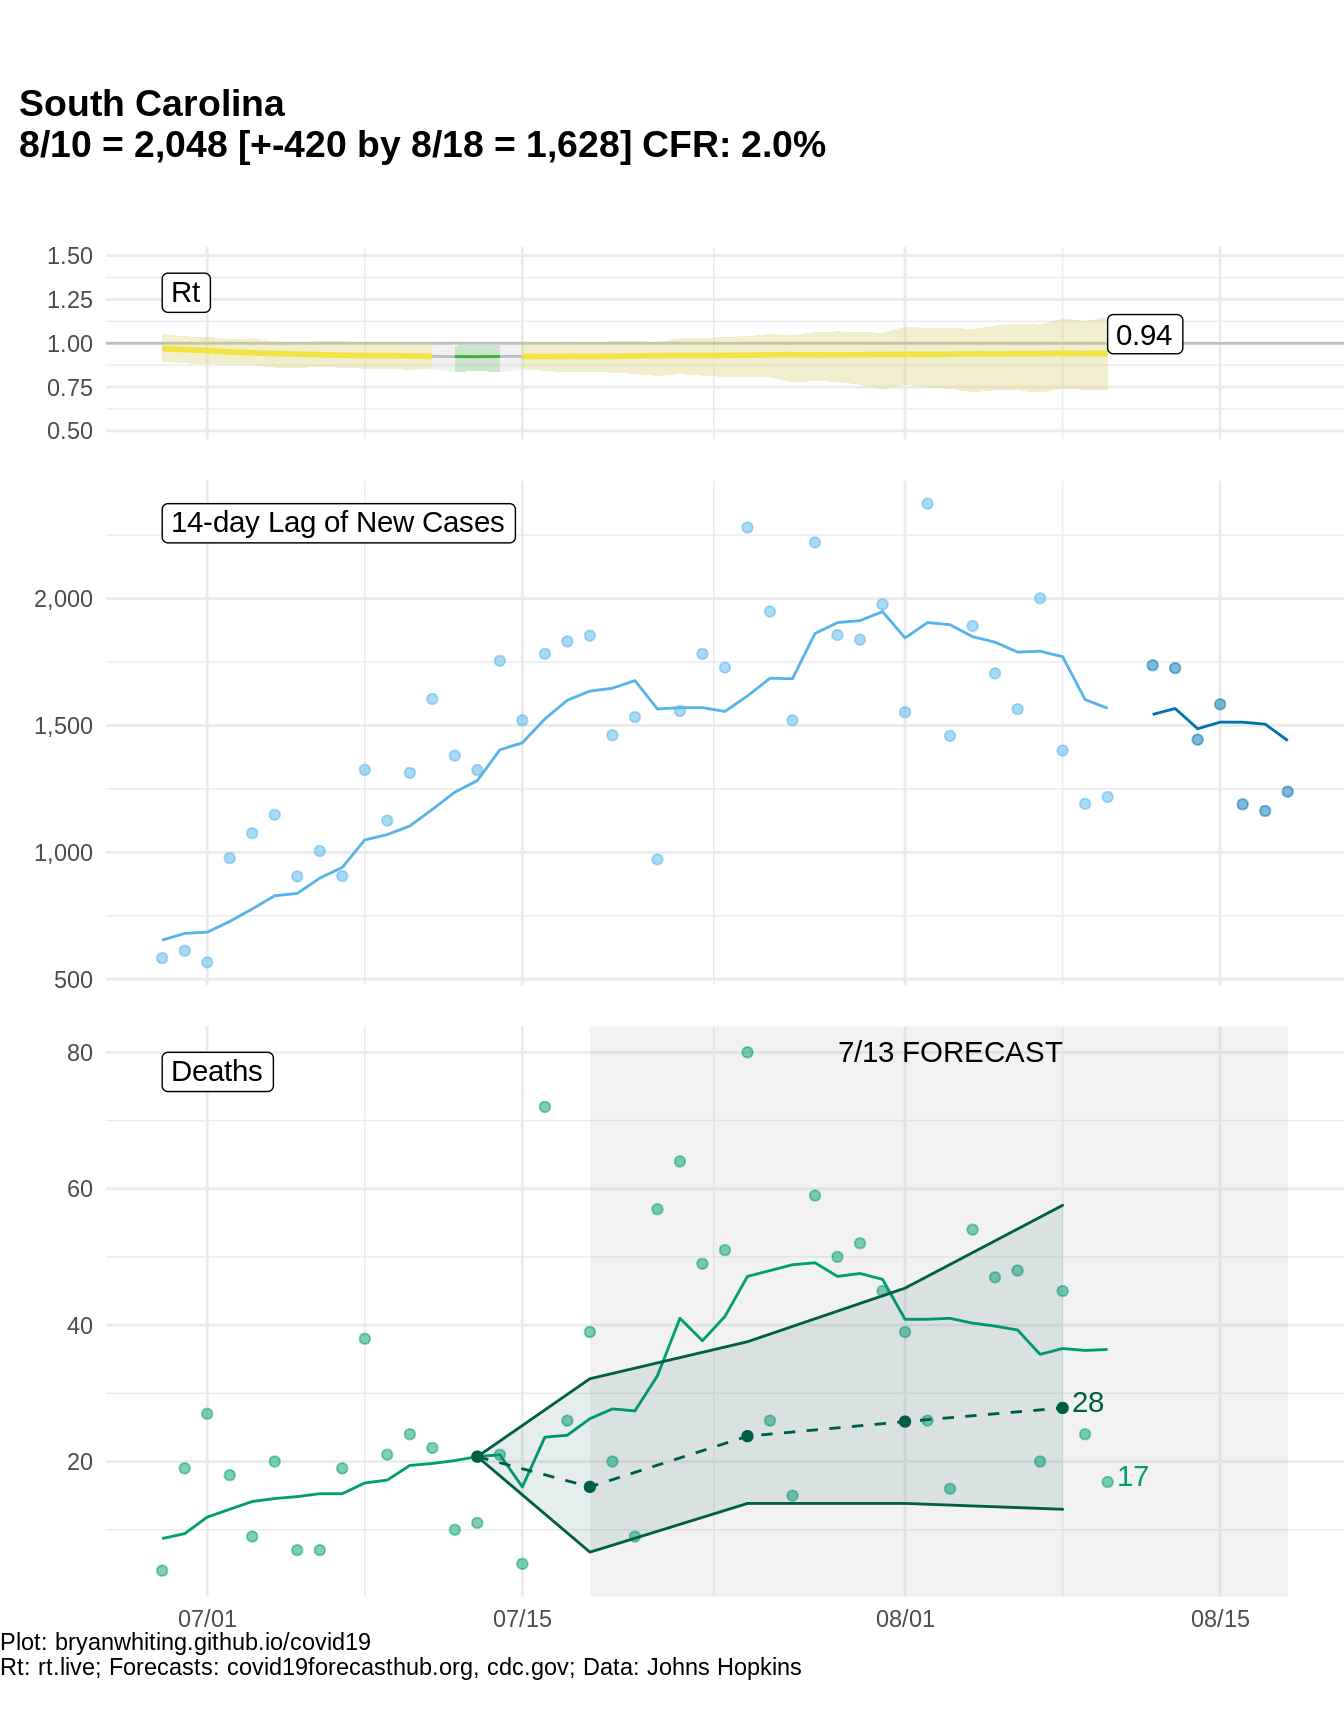 South Carolina
8/10 = 2,048 [+-420 by 8/18 = 1,628] CFR: 2.0%
1.50
1.25
1.00
0.75
0.50
Rt
0.94
14-day Lag of New Cases
2,000
1,500
1,000
500
80
60
40
20
Deaths
7/13 FORECAST
28
17
07/01
07/15
08/01
08/15
Plot: bryanwhiting.github.io/covid19
Rt: rt.live; Forecasts: covid19forecasthub.org, cdc.gov; Data: Johns Hopkins